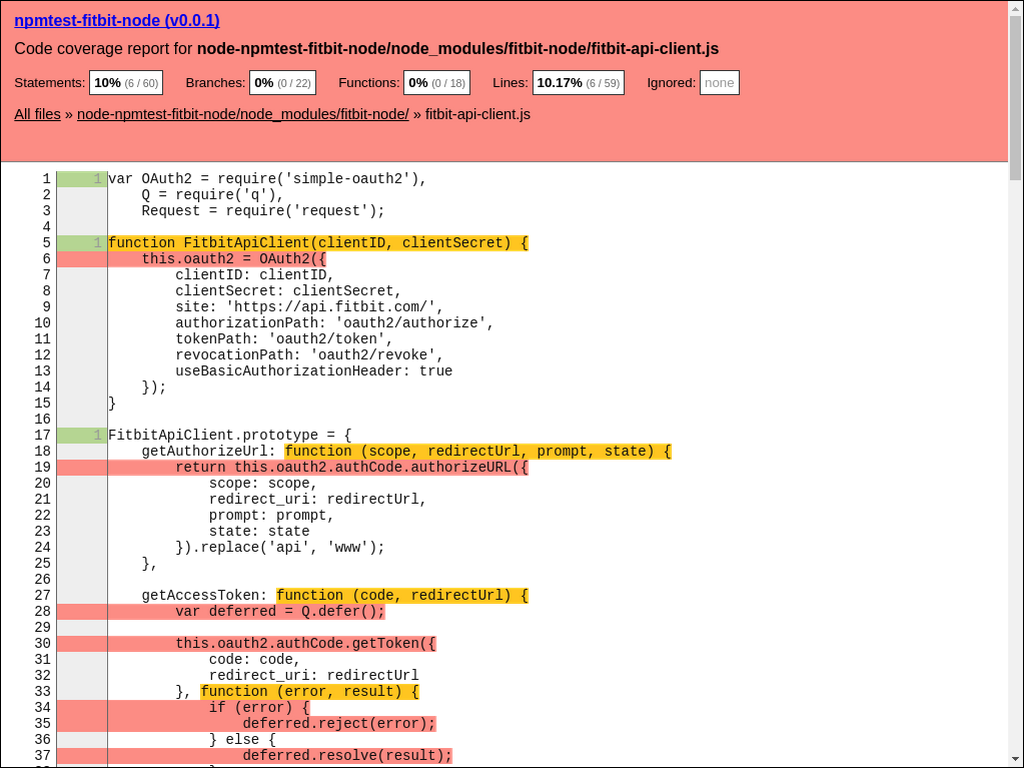 npmtest-fitbit-node (v0.0.1)
Code coverage report for node-npmtest-fitbit-node/node_modules/fitbit-node/fitbit-api-client.js
Statements: 10% (6 / 60) Branches: 0% (0 / 22) Functions: 0% (0 / 18) Lines: 10.17% (6 / 59) Ignored: none
All files » node-npmtest-fitbit-node/node_modules/fitbit-node/ » fitbit-api-client.js
1 1 var OAuth2 = require('simple-oauth2'),
2 Q = require('q'),
3 Request = require('request');
4
5 1 function FitbitApiClient(clientID, clientSecret) {
6 this.oauth2 = OAuth2({
7 clientID: clientID,
8 clientSecret: clientSecret,
9 site: 'https://api.fitbit.com/',
10 authorizationPath: 'oauth2/authorize',
11 tokenPath: 'oauth2/token',
12 revocationPath: 'oauth2/revoke',
13 useBasicAuthorizationHeader: true
14 });
15 }
16
17 1 FitbitApiClient.prototype = {
18 getAuthorizeUrl: function (scope, redirectUrl, prompt, state) {
19 return this.oauth2.authCode.authorizeURL({
20 scope: scope,
21 redirect_uri: redirectUrl,
22 prompt: prompt,
23 state: state
24 }).replace('api', 'www');
25 },
26
27 getAccessToken: function (code, redirectUrl) {
28 var deferred = Q.defer();
29
30 this.oauth2.authCode.getToken({
31 code: code,
32 redirect_uri: redirectUrl
33 }, function (error, result) {
34 if (error) {
35 deferred.reject(error);
36 } else {
37 deferred.resolve(result);